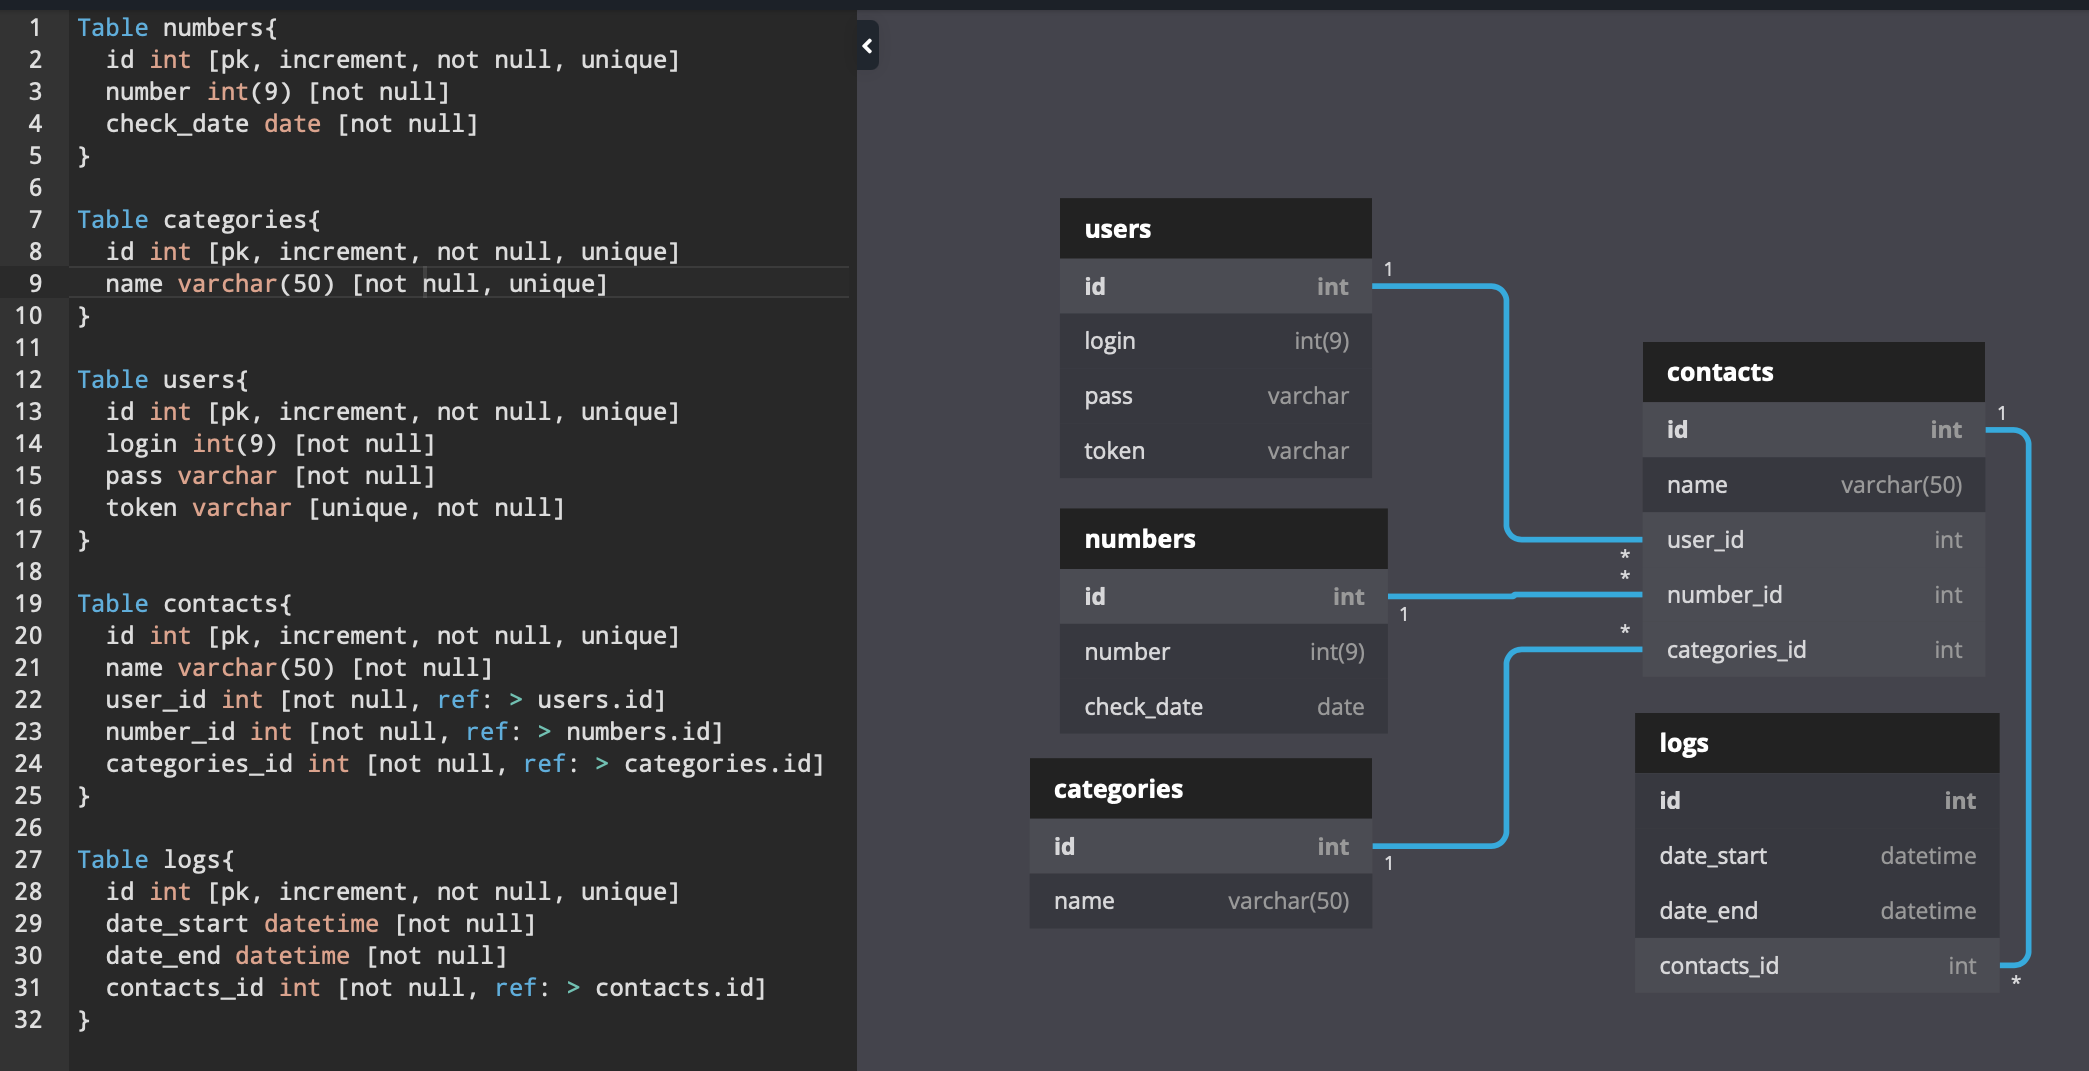 1 Table numbers{
2 id int [pk, increment, not null, unique]
3 number int(9) [not null]
4 check_date date [not null]
5 }
6
7 Table categories{
8 id int [pk, increment, not null, unique]
9 name varchar(50) [not null, unique]
10 }
11
12 Table users{
13 id int [pk, increment, not null, unique]
14 login int(9) [not null]
15 pass varchar [not null]
16 token varchar [unique, not null]
17 }
18
19 Table contacts{
20 id int [pk, increment, not null, unique]
21 name varchar(50) [not null]
22 user_id int [not null, ref: > users.id]
23 number_id int [not null, ref: > numbers.id]
24 categories_id int [not null, ref: > categories.id]
25 }
26
27 Table logs{
28 id int [pk, increment, not null, unique]
29 date_start datetime [not null]
30 date_end datetime [not null]
31 contacts_id int [not null, ref: > contacts.id]
32 }
users
id int 1
login int(9)
pass varchar
token varchar
numbers
id int 1
number int(9)
check_date date
categories
id int 1
name varchar(50)
contacts
id int 1
name varchar(50)
* user_id int
* number_id int
* categories_id int
logs
id int
date_start datetime
date_end datetime
contacts_id int *